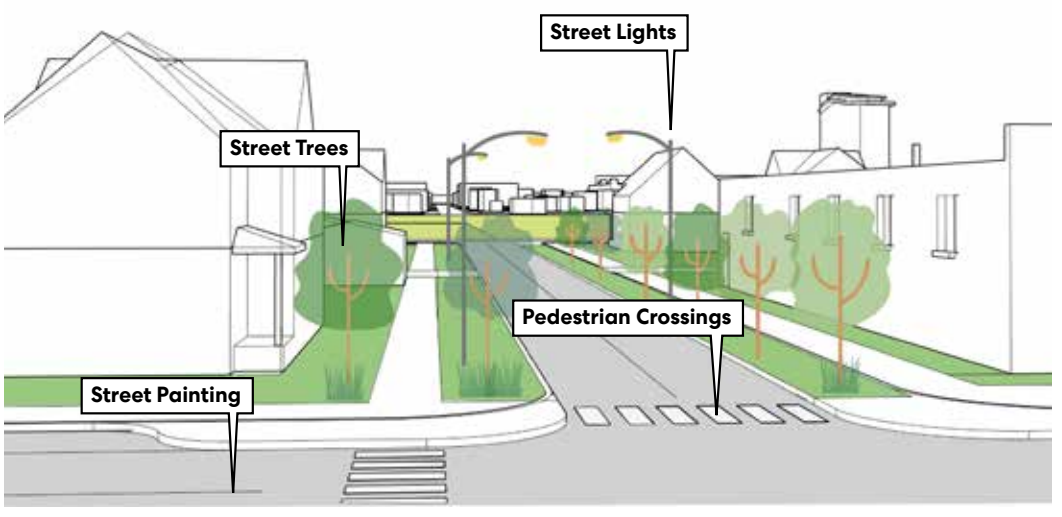 Street Lights
Street Trees
Pedestrian Crossings
Street Painting